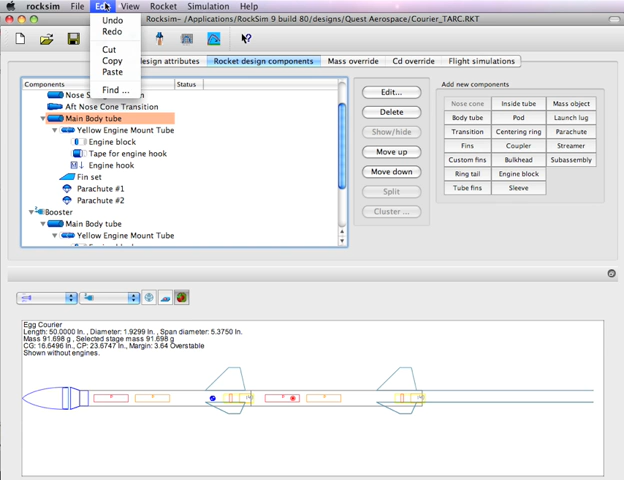 rocksim File Edit View Rocket Simulation Help
Rocksim- /Applications/RockSim 9 build 80/designs/Quest Aerospace/Courier_TARC.RKT
Undo
Redo
Cut
Copy
Paste
Find ...
design attributes Rocket design components Mass override Cd override Flight simulations
Components Status
Aft Nose Cone Transition
Main Body tube
Yellow Engine Mount Tube
Engine block
Tape for engine hook
Engine hook
Fin set
Parachute #1
Parachute #2
Booster
Main Body tube
Yellow Engine Mount Tube
Edit...
Delete
Show/hide
Move up
Move down
Split
Cluster ...
Add new components
Nose cone Inside tube Mass object
Body tube Pod Launch lug
Transition Centering ring Parachute
Fins Coupler Streamer
Custom fins Bulkhead Subassembly
Ring tail Engine block
Tube fins Sleeve
Egg Courier
Length: 50.0000 In. , Diameter: 1.9299 In. , Span diameter: 5.3750 In.
Mass 91.698 g , Selected stage mass 91.698 g
CG: 16.6496 In., CP: 23.6747 In., Margin: 3.64 Overstable
Shown without engines.